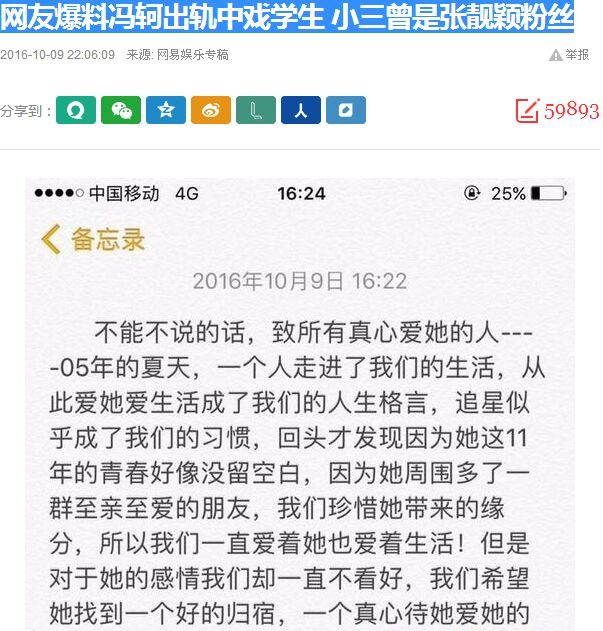 网友爆料冯轲出轨中戏学生 小三曾是张靓颖粉丝
2016-10-09 22:06:09 来源: 网易娱乐专稿 举报
分享到： 59893
中国移动 4G 16:24 25%
备忘录
2016年10月9日 16:22
不能不说的话，致所有真心爱她的人---
-05年的夏天，一个人走进了我们的生活，从
此爱她爱生活成了我们的人生格言，追星似
乎成了我们的习惯，回头才发现因为她这11
年的青春好像没留空白，因为她周围多了一
群至亲至爱的朋友，我们珍惜她带来的缘
分，所以我们一直爱着她也爱着生活！但是
对于她的感情我们却一直不看好，我们希望
她找到一个好的归宿，一个真心待她爱她的